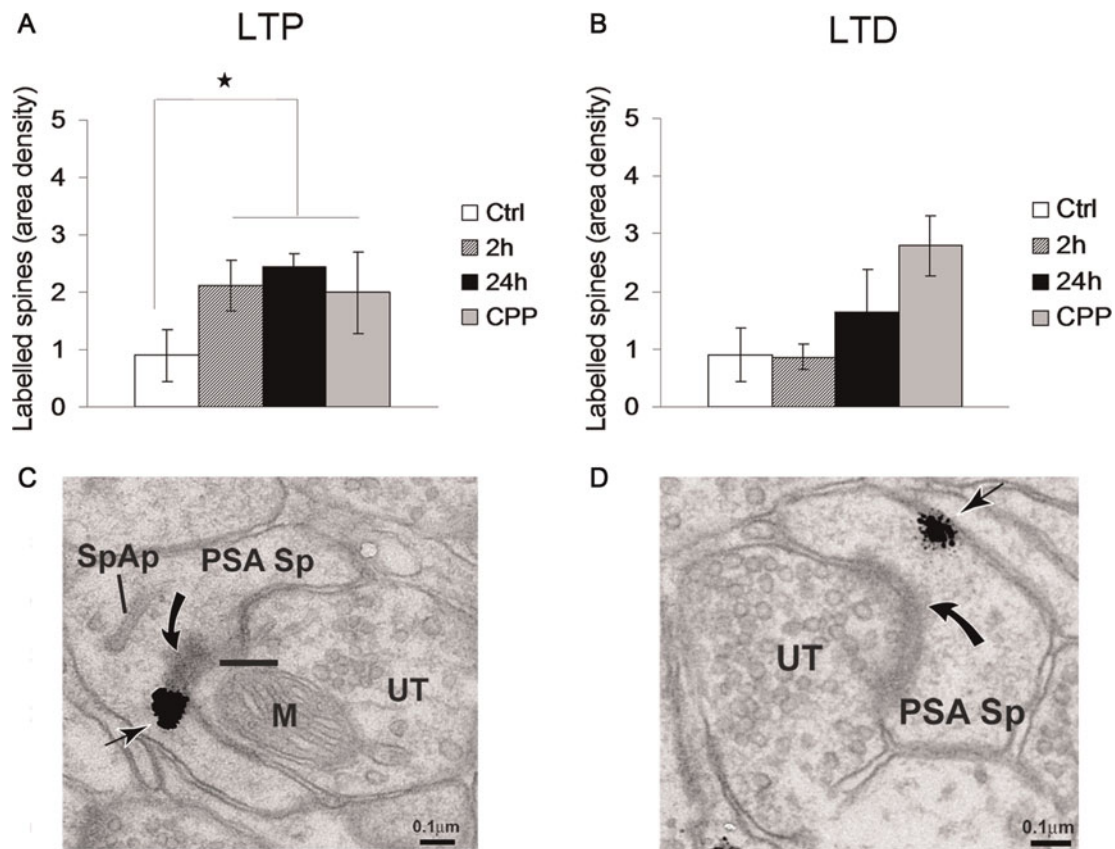 A
LTP
★
Labelled spines (area density)
5
4
3
2
1
0
Ctrl
2h
24h
CPP
B
LTD
Labelled spines (area density)
5
4
3
2
1
0
Ctrl
2h
24h
CPP
C
SpAp
PSA Sp
M
UT
0.1μm
D
UT
PSA Sp
0.1μm